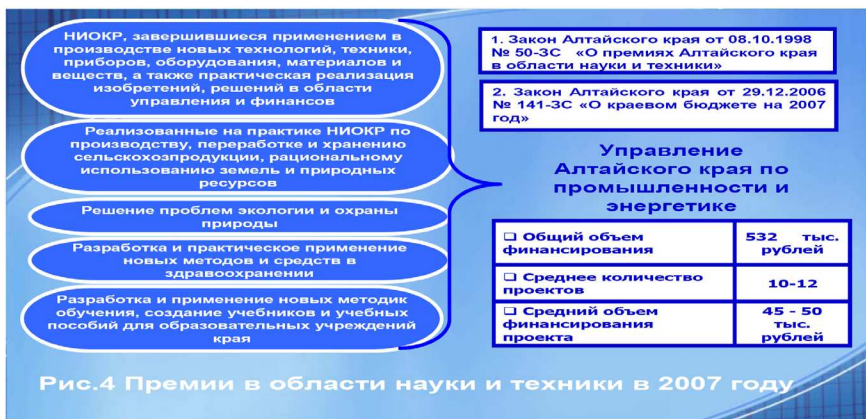 НИОКР, завершившиеся применением в
производстве новых технологий, техники,
приборов, оборудования, материалов и
веществ, а также практическая реализация
изобретений, решений в области
управления и финансов
Реализованные на практике НИОКР по
производству, переработке и хранению
сельскохозпродукции, рациональному
использованию земель и природных
ресурсов
Решение проблем экологии и охраны
природы
Разработка и практическое применение
новых методов и средств в
здравоохранении
Разработка и применение новых методик
обучения, создание учебников и учебных
пособий для образовательных учреждений
края
1. Закон Алтайского края от 08.10.1998
№ 50-ЗС «О премиях Алтайского края
в области науки и техники»
2. Закон Алтайского края от 29.12.2006
№ 141-ЗС «О краевом бюджете на 2007
год»
Управление
Алтайского края по
промышленности и
энергетике
Общий объем
финансирования
532 тыс.
рублей
Среднее количество
проектов
10-12
Средний объем
финансирования
проекта
45 - 50
тыс.
рублей
Рис.4 Премии в области науки и техники в 2007 году